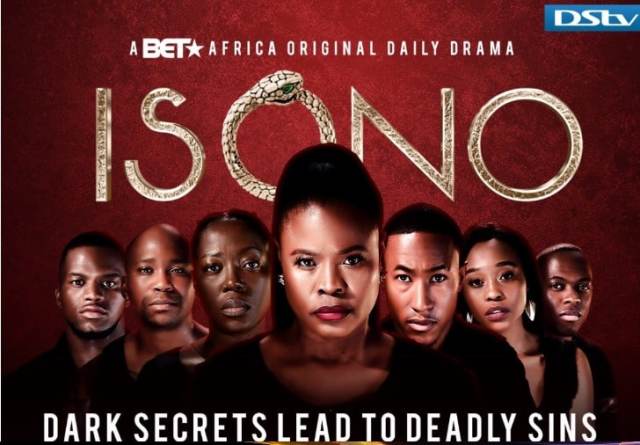 DStv
A BET★AFRICA ORIGINAL DAILY DRAMA
ISONO
DARK SECRETS LEAD TO DEADLY SINS